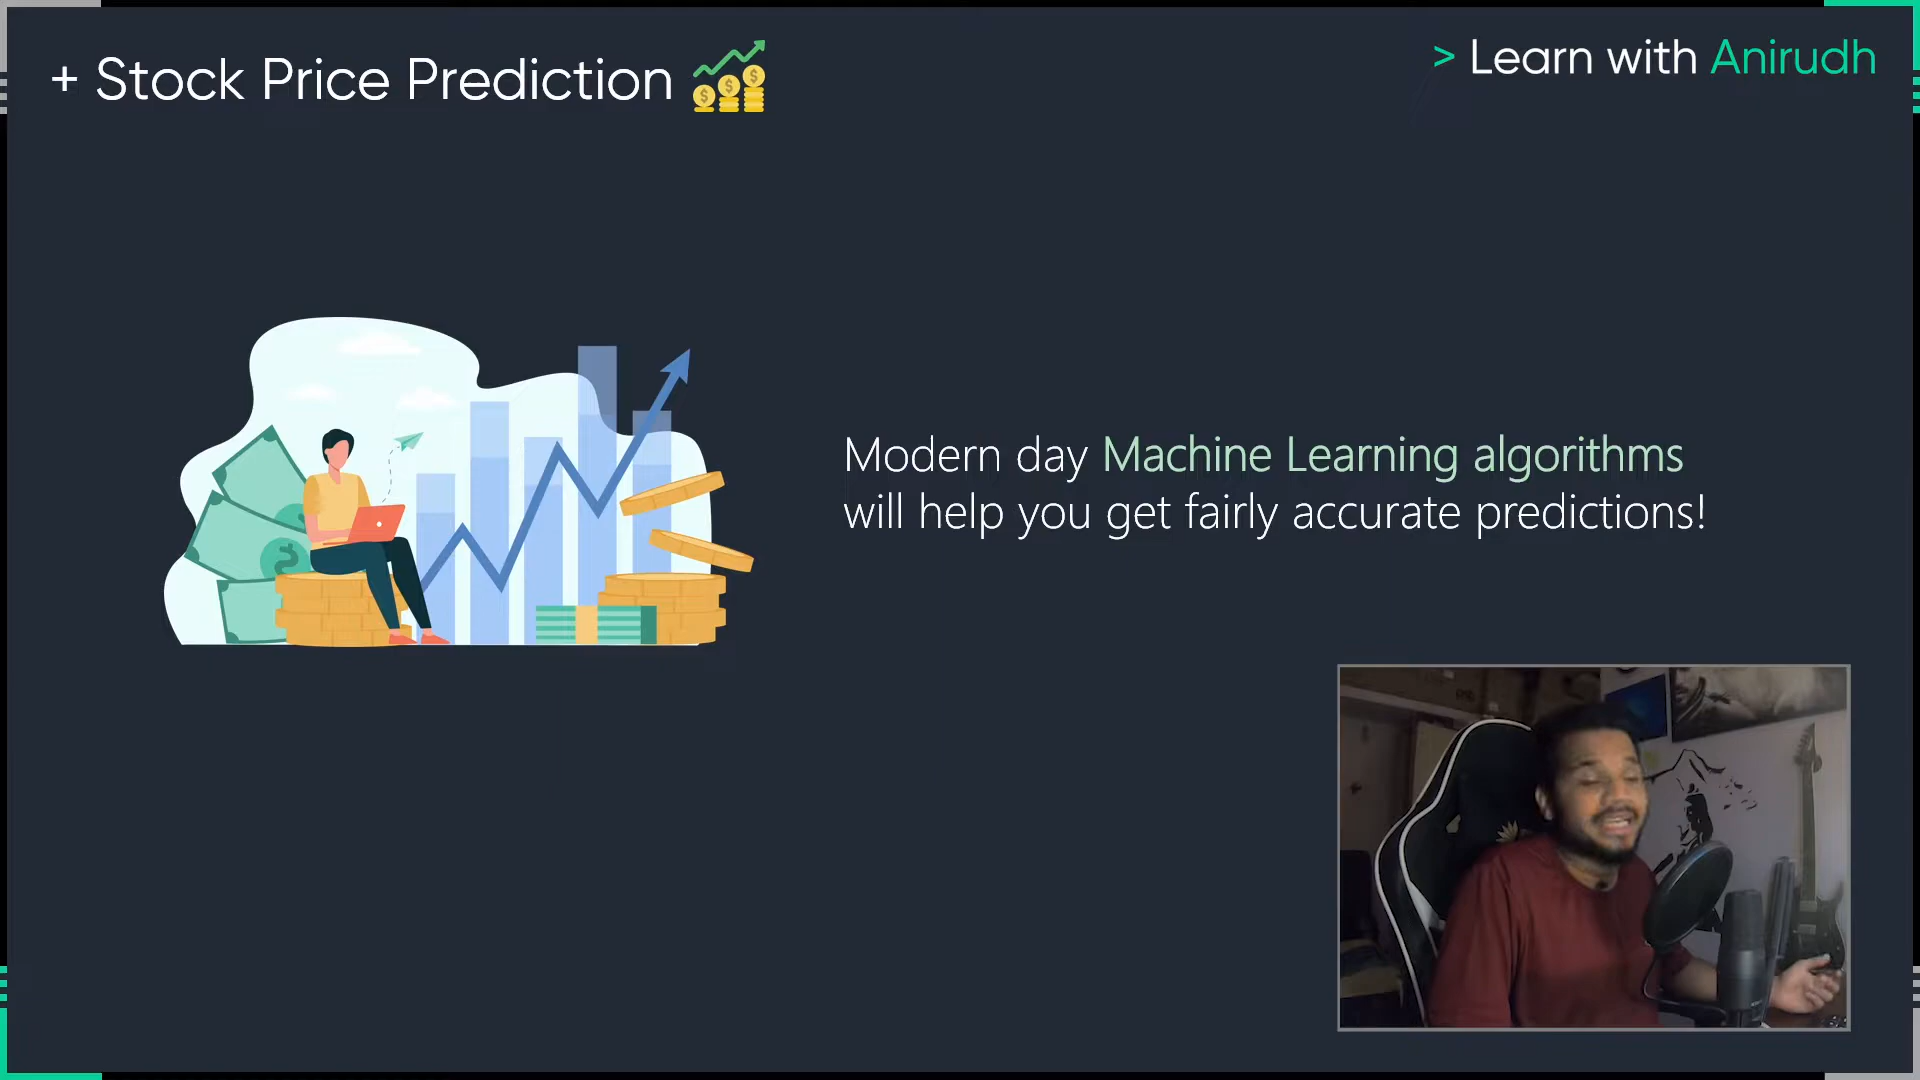 + Stock Price Prediction
> Learn with Anirudh
Modern day Machine Learning algorithms
will help you get fairly accurate predictions!